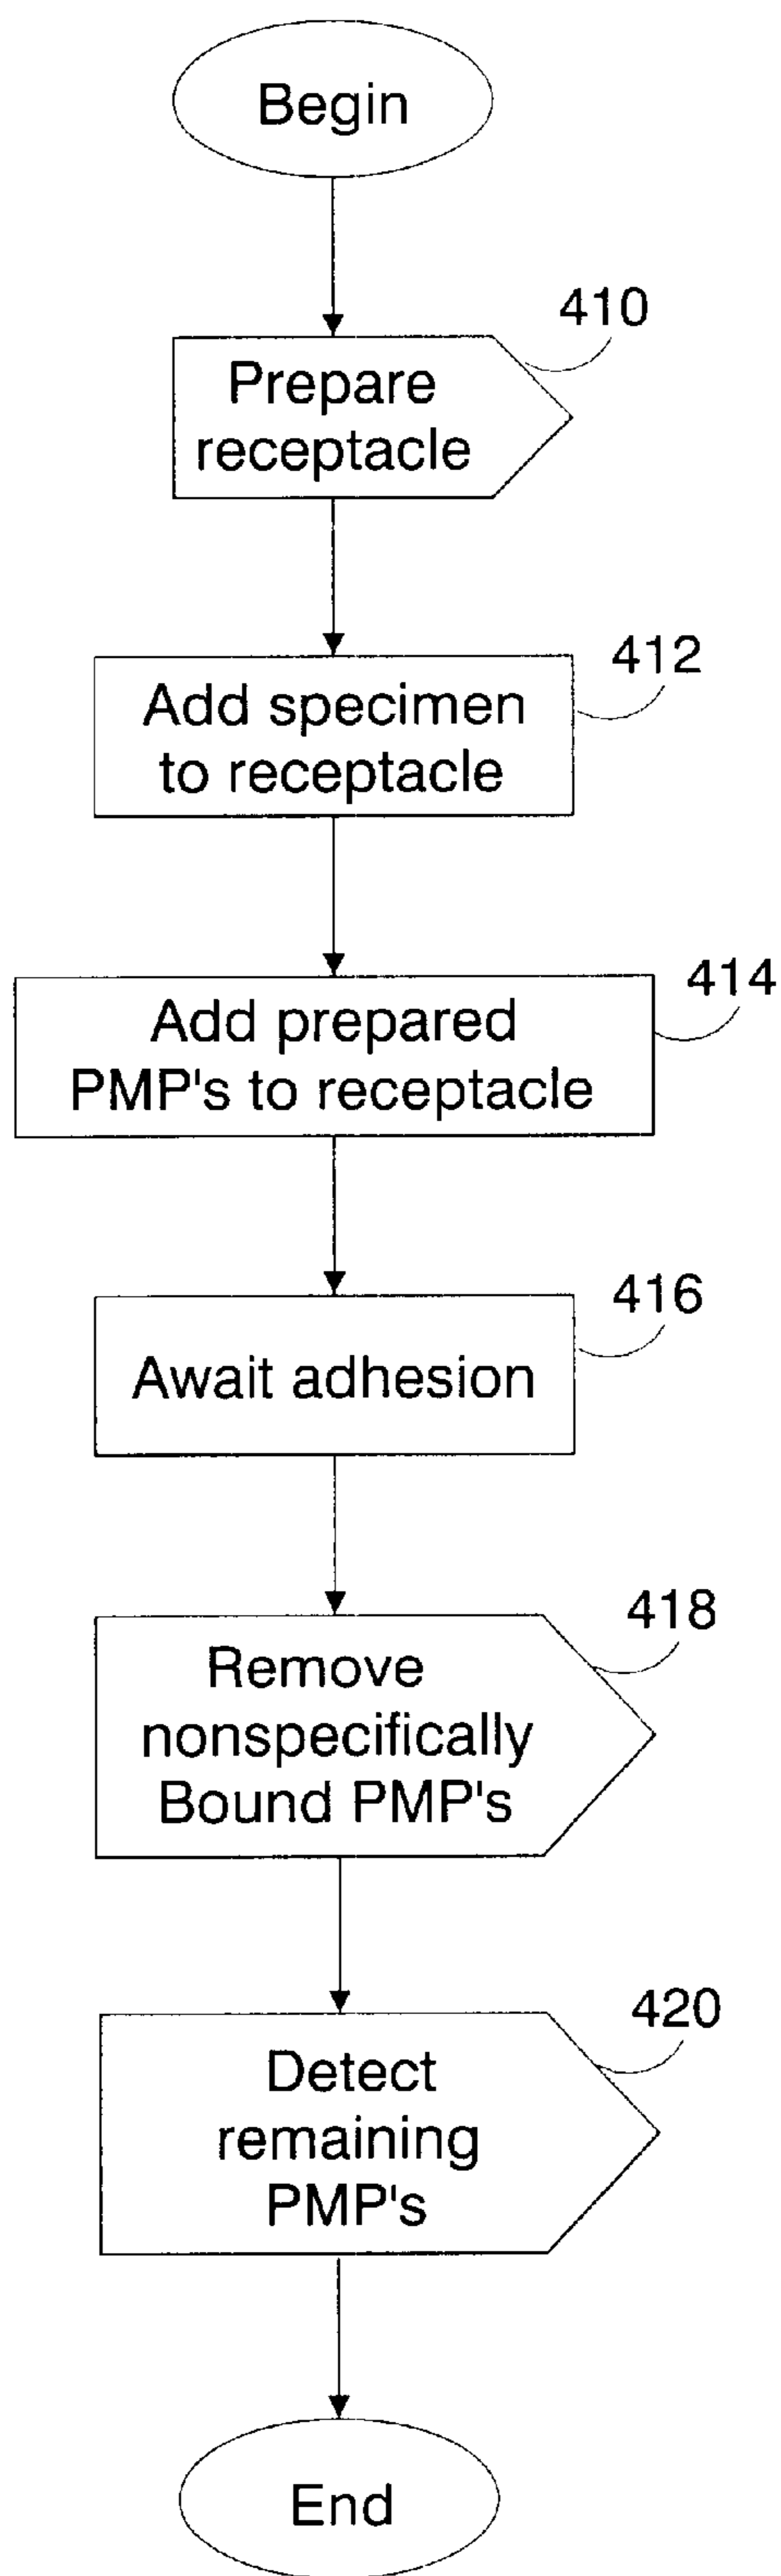 Begin
410
Prepare
receptacle
412
Add specimen
to receptacle
414
Add prepared
PMP's to receptacle
416
Await adhesion
418
Remove
nonspecifically
Bound PMP's
420
Detect
remaining
PMP's
End